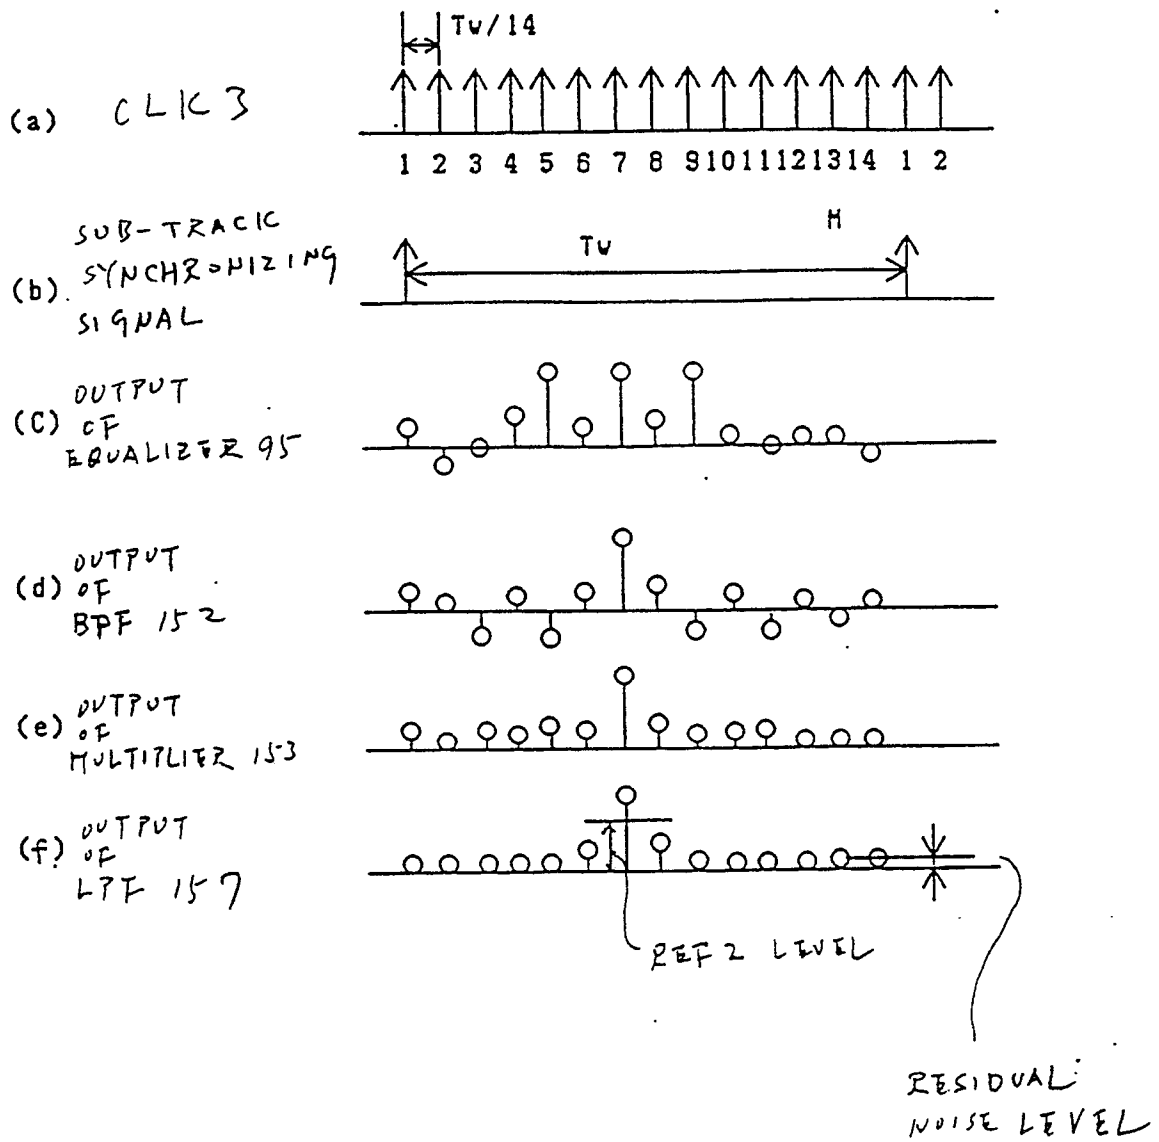 Tw/14
(a) CLK3
1 2 3 4 5 6 7 8 9 10 11 12 13 14 1 2
(b) SUB-TRACK
SYNCHRONIZING
SIGNAL
Tw
M
(C) OUTPUT
OF
EQUALIZER 95
(d) OUTPUT
OF
BPF 152
(e) OUTPUT
OF
MULTIPLIER 153
(f) OUTPUT
OF
LPF 157
REF2 LEVEL
RESIDUAL
NOISE LEVEL